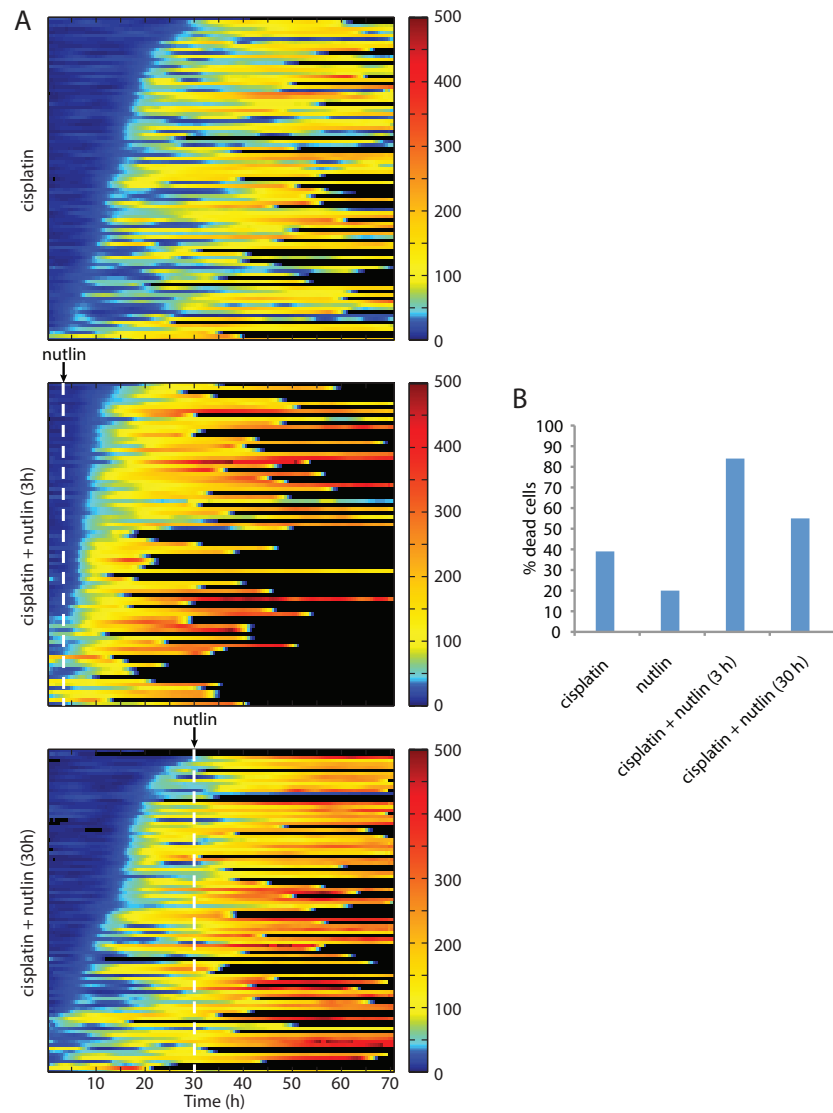 A
cisplatin
500
400
300
200
100
0
nutlin
cisplatin + nutlin (3h)
500
400
300
200
100
0
nutlin
cisplatin + nutlin (30h)
500
400
300
200
100
0
10 20 30 40 50 60 70
Time (h)
B
% dead cells
100
90
80
70
60
50
40
30
20
10
0
cisplatin
nutlin
cisplatin + nutlin (3 h)
cisplatin + nutlin (30 h)